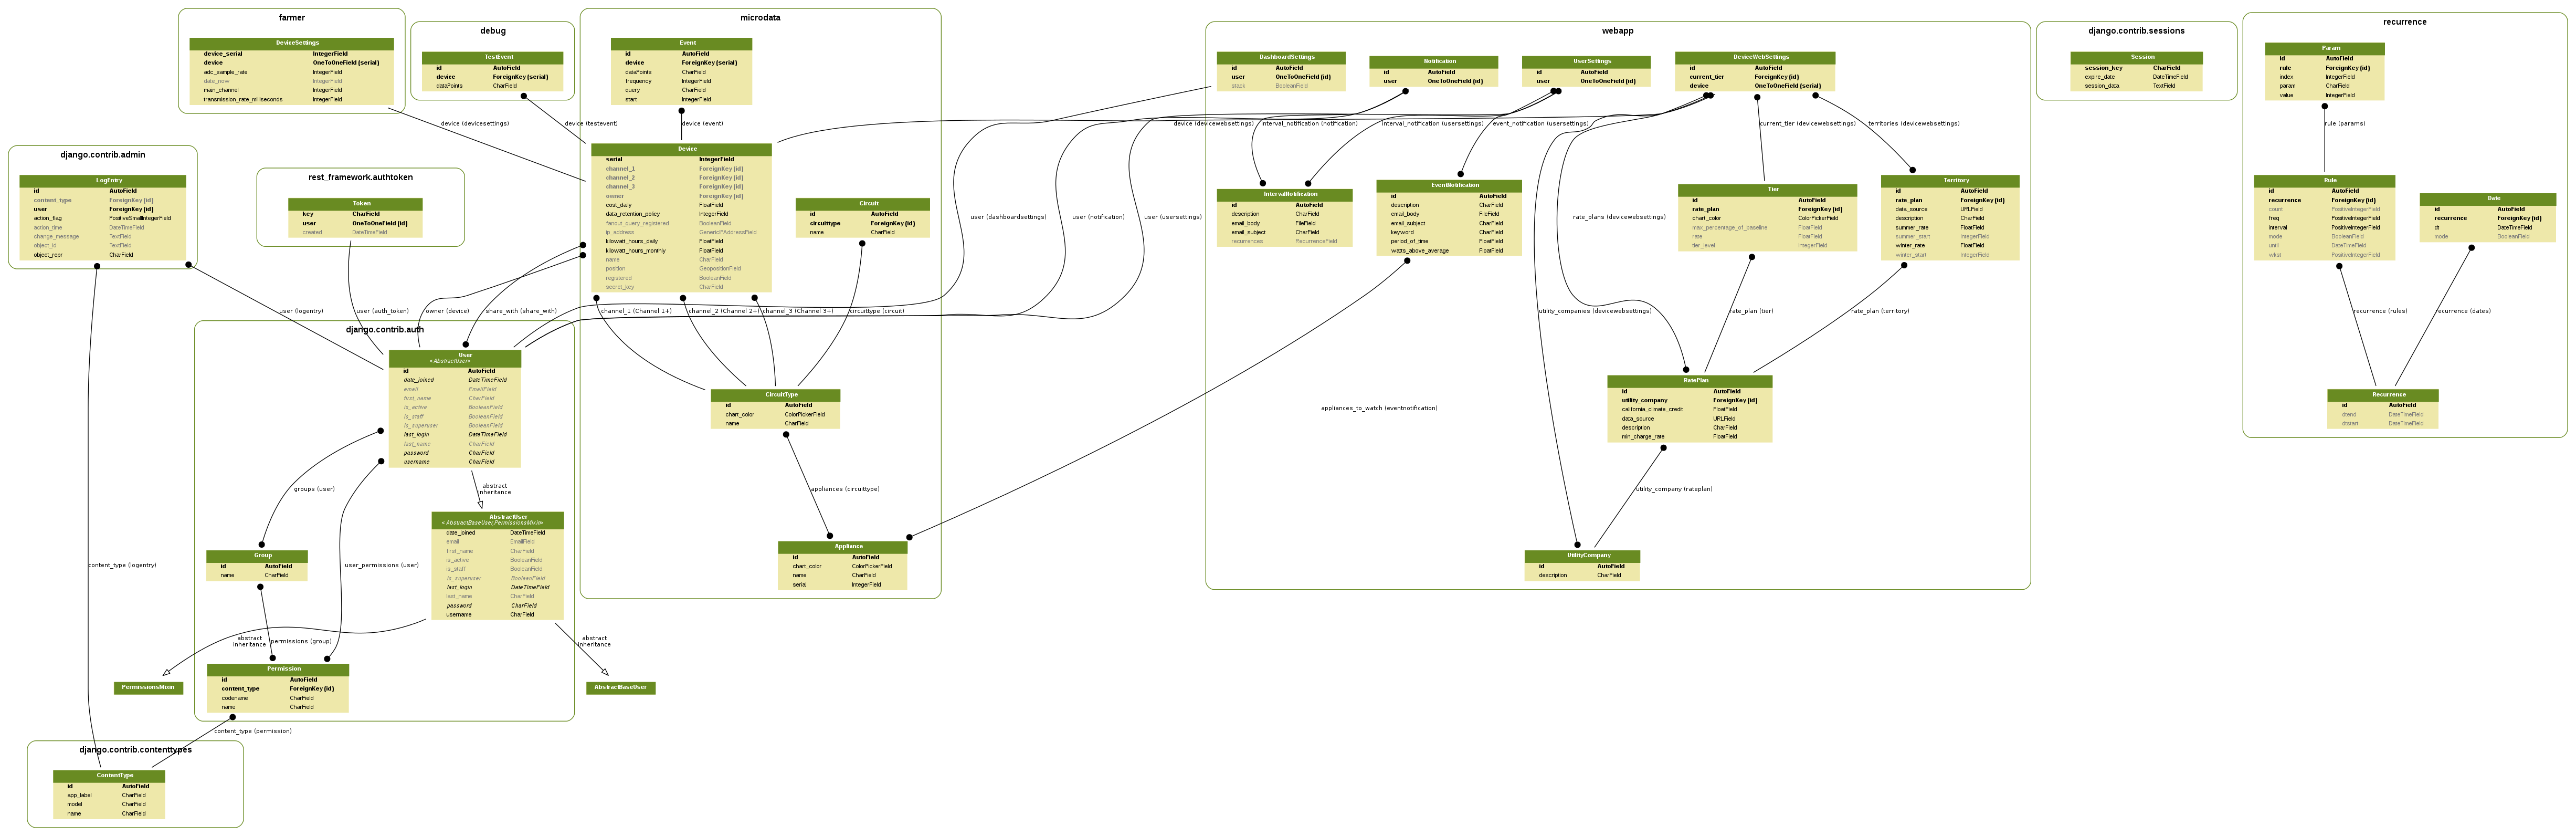 farmer
DeviceSettings
device_serial IntegerField
device OneToOneField (serial)
adc_sample_rate IntegerField
date_now IntegerField
main_channel IntegerField
transmission_rate_milliseconds IntegerField
device (devicesettings)
debug
TestEvent
id AutoField
device ForeignKey (serial)
dataPoints CharField
device (testevent)
microdata
Event
id AutoField
device ForeignKey (serial)
dataPoints CharField
frequency IntegerField
query CharField
start IntegerField
device (event)
Device
serial IntegerField
channel_1 ForeignKey (id)
channel_2 ForeignKey (id)
channel_3 ForeignKey (id)
owner ForeignKey (id)
cost_daily FloatField
data_retention_policy IntegerField
fanout_query_registered BooleanField
ip_address GenericIPAddressField
kilowatt_hours_daily FloatField
kilowatt_hours_monthly FloatField
name CharField
position GeopositionField
registered BooleanField
secret_key CharField
Circuit
id AutoField
circuittype ForeignKey (id)
name CharField
owner (device)
share_with (share_with)
channel_1 (Channel 1+)
channel_2 (Channel 2+)
channel_3 (Channel 3+)
circuittype (circuit)
CircuitType
id AutoField
chart_color ColorPickerField
name CharField
appliances (circuittype)
Appliance
id AutoField
chart_color ColorPickerField
name CharField
serial IntegerField
django.contrib.admin
LogEntry
id AutoField
content_type ForeignKey (id)
user ForeignKey (id)
action_flag PositiveSmallIntegerField
action_time DateTimeField
change_message TextField
object_id TextField
object_repr CharField
user (logentry)
content_type (logentry)
rest_framework.authtoken
Token
key CharField
user OneToOneField (id)
created DateTimeField
user (auth_token)
django.contrib.auth
User
< AbstractUser>
id AutoField
date_joined DateTimeField
email EmailField
first_name CharField
is_active BooleanField
is_staff BooleanField
is_superuser BooleanField
last_login DateTimeField
last_name CharField
password CharField
username CharField
groups (user)
user_permissions (user)
abstract
inheritance
AbstractUser
< AbstractBaseUser,PermissionsMixin>
date_joined DateTimeField
email EmailField
first_name CharField
is_active BooleanField
is_staff BooleanField
is_superuser BooleanField
last_login DateTimeField
last_name CharField
password CharField
username CharField
Group
id AutoField
name CharField
permissions (group)
abstract
inheritance
abstract
inheritance
PermissionsMixin
AbstractBaseUser
Permission
id AutoField
content_type ForeignKey (id)
codename CharField
name CharField
content_type (permission)
django.contrib.contenttypes
ContentType
id AutoField
app_label CharField
model CharField
name CharField
webapp
DashboardSettings
id AutoField
user OneToOneField (id)
stack BooleanField
Notification
id AutoField
user OneToOneField (id)
UserSettings
id AutoField
user OneToOneField (id)
DeviceWebSettings
id AutoField
current_tier ForeignKey (id)
device OneToOneField (serial)
device (devicewebsettings)
interval_notification (notification)
interval_notification (usersettings)
event_notification (usersettings)
current_tier (devicewebsettings)
territories (devicewebsettings)
IntervalNotification
id AutoField
description CharField
email_body FileField
email_subject CharField
recurrences RecurrenceField
EventNotification
id AutoField
description CharField
email_body FileField
email_subject CharField
keyword CharField
period_of_time FloatField
watts_above_average FloatField
Tier
id AutoField
rate_plan ForeignKey (id)
chart_color ColorPickerField
max_percentage_of_baseline FloatField
rate FloatField
tier_level IntegerField
Territory
id AutoField
rate_plan ForeignKey (id)
data_source URLField
description CharField
summer_rate FloatField
summer_start IntegerField
winter_rate FloatField
winter_start IntegerField
user (dashboardsettings)
user (notification)
user (usersettings)
rate_plans (devicewebsettings)
utility_companies (devicewebsettings)
rate_plan (tier)
rate_plan (territory)
appliances_to_watch (eventnotification)
RatePlan
id AutoField
utility_company ForeignKey (id)
california_climate_credit FloatField
data_source URLField
description CharField
min_charge_rate FloatField
utility_company (rateplan)
UtilityCompany
id AutoField
description CharField
django.contrib.sessions
Session
session_key CharField
expire_date DateTimeField
session_data TextField
recurrence
Param
id AutoField
rule ForeignKey (id)
index IntegerField
param CharField
value IntegerField
rule (params)
Rule
id AutoField
recurrence ForeignKey (id)
count PositiveIntegerField
freq PositiveIntegerField
interval PositiveIntegerField
mode BooleanField
until DateTimeField
wkst PositiveIntegerField
Date
id AutoField
recurrence ForeignKey (id)
dt DateTimeField
mode BooleanField
recurrence (rules)
recurrence (dates)
Recurrence
id AutoField
dtend DateTimeField
dtstart DateTimeField